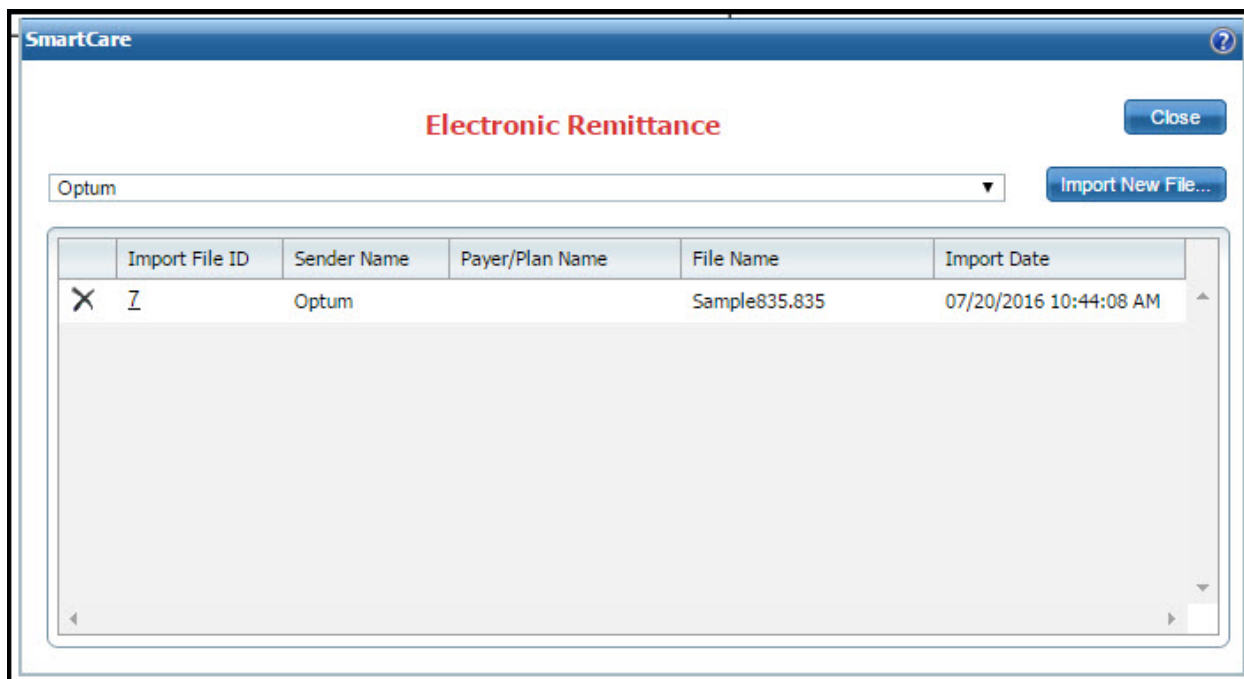 SmartCare
Electronic Remittance
Close
Optum
Import New File...
Import File ID Sender Name Payer/Plan Name File Name Import Date
7 Optum Sample835.835 07/20/2016 10:44:08 AM